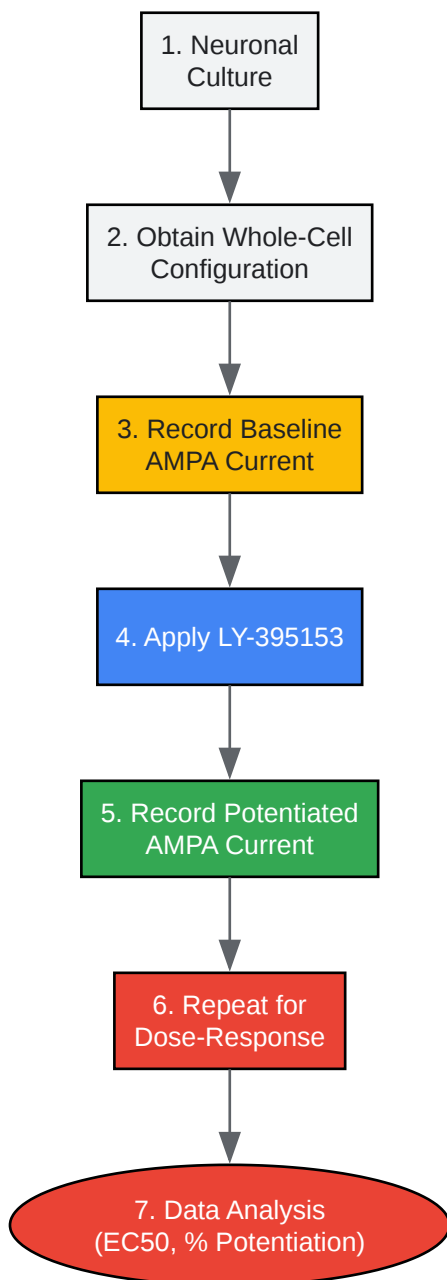 1. Neuronal
Culture
2. Obtain Whole-Cell
Configuration
3. Record Baseline
AMPA Current
4. Apply LY-395153
5. Record Potentiated
AMPA Current
6. Repeat for
Dose-Response
7. Data Analysis
(EC50, % Potentiation)